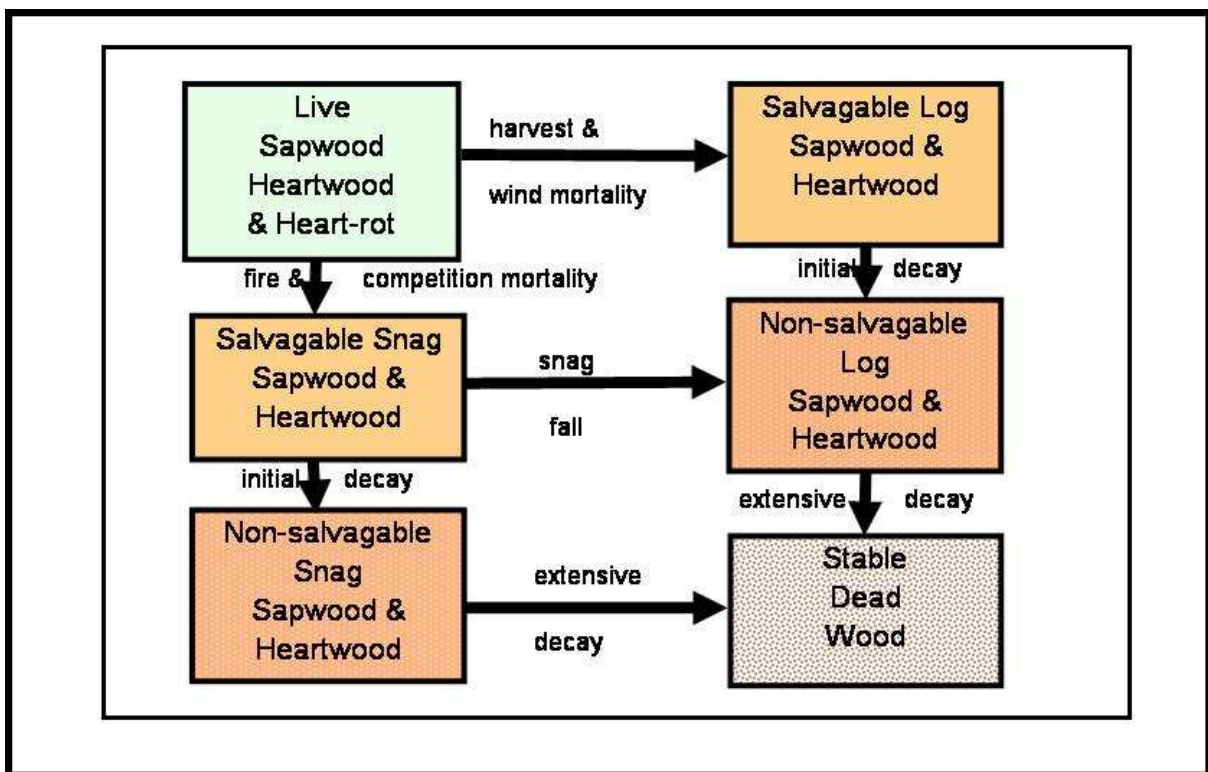 Live
Sapwood
Heartwood
& Heart-rot
harvest &
wind mortality
Salvagable Log
Sapwood &
Heartwood
fire & competition mortality
initial decay
Salvagable Snag
Sapwood &
Heartwood
snag
fall
Non-salvagable
Log
Sapwood &
Heartwood
initial decay
extensive decay
Non-salvagable
Snag
Sapwood &
Heartwood
extensive
decay
Stable
Dead
Wood